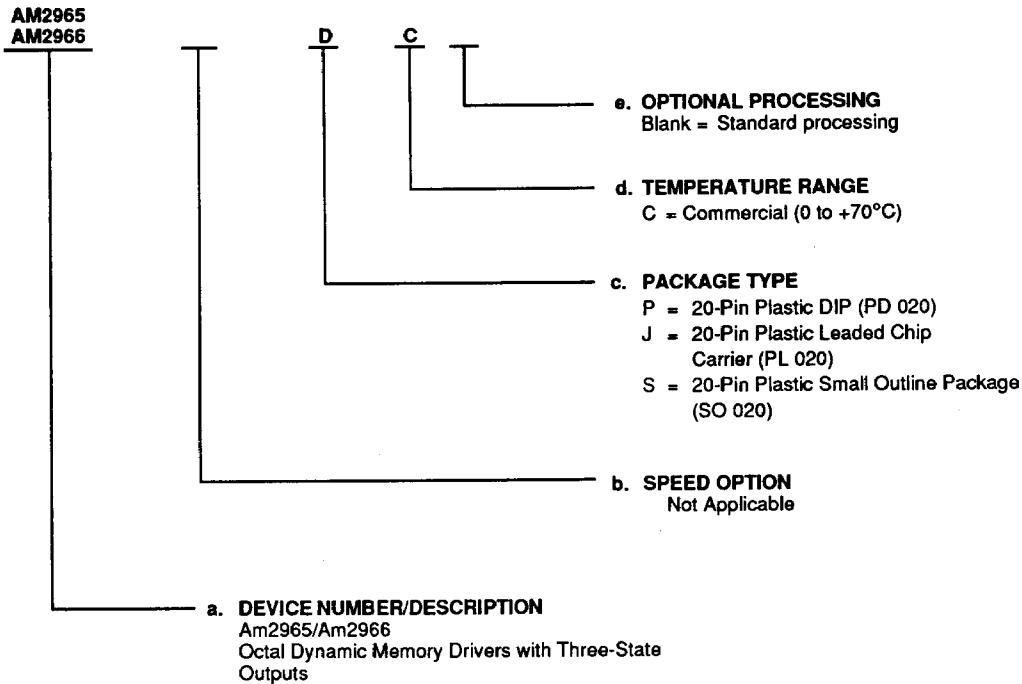 AM2965
AM2966
D C
e. OPTIONAL PROCESSING
Blank = Standard processing
d. TEMPERATURE RANGE
C = Commercial (0 to +70°C)
c. PACKAGE TYPE
P = 20-Pin Plastic DIP (PD 020)
J = 20-Pin Plastic Leaded Chip
Carrier (PL 020)
S = 20-Pin Plastic Small Outline Package
(SO 020)
b. SPEED OPTION
Not Applicable
a. DEVICE NUMBER/DESCRIPTION
Am2965/Am2966
Octal Dynamic Memory Drivers with Three-State
Outputs